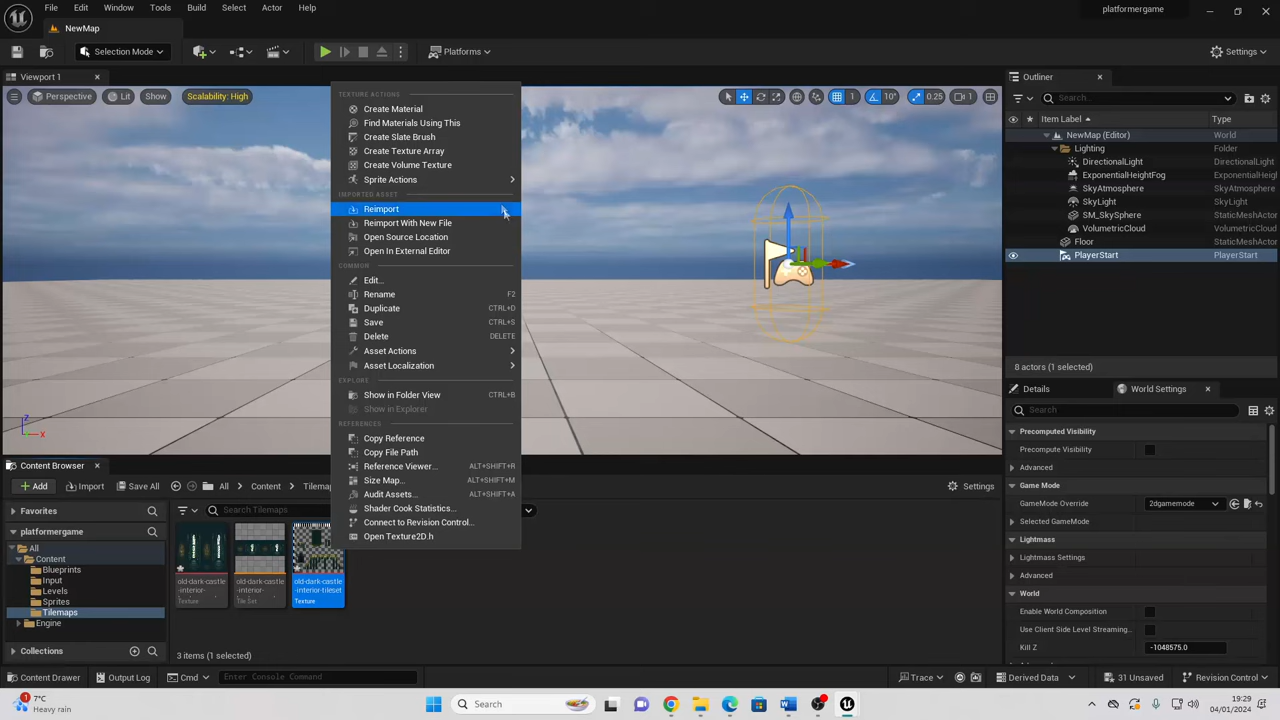 File Edit Window Tools Build Select Actor Help
platformergame
NewMap
Selection Mode
Platforms
Settings
Viewport 1
Perspective Lit Show Scalability: High
10° 0.25 1
TEXTURE ACTIONS
Create Material
Find Materials Using This
Create Slate Brush
Create Texture Array
Create Volume Texture
Sprite Actions
IMPORTED ASSET
Reimport
Reimport With New File
Open Source Location
Open In External Editor
COMMON
Edit...
Rename F2
Duplicate CTRL+D
Save CTRL+S
Delete DELETE
Asset Actions
Asset Localization
EXPLORE
Show in Folder View CTRL+B
Show in Explorer
REFERENCES
Copy Reference
Copy File Path
Reference Viewer... ALT+SHIFT+R
Size Map... ALT+SHIFT+M
Audit Assets... ALT+SHIFT+A
Shader Cook Statistics...
Connect to Revision Control...
Open Texture2D.h
Outliner
Search...
Item Label Type
NewMap (Editor) World
Lighting Folder
DirectionalLight DirectionalLight
ExponentialHeightFog ExponentialHeigh
SkyAtmosphere SkyAtmosphere
SkyLight SkyLight
SM_SkySphere StaticMeshActor
VolumetricCloud VolumetricCloud
Floor StaticMeshActor
PlayerStart PlayerStart
8 actors (1 selected)
Details World Settings
Search
Precomputed Visibility
Precompute Visibility
Advanced
Game Mode
GameMode Override 2dgamemode
Selected GameMode
Lightmass
Lightmass Settings
Advanced
World
Enable World Composition
Use Client Side Level Streaming...
Kill Z -1048575.0
Content Browser
Add Import Save All All Content Tilemaps
Settings
Favorites
Search Tilemaps
platformergame
All
Content
Blueprints
Input
Levels
Sprites
Tilemaps
Engine
Collections
old-dark-castle
-interior-
Texture
old-dark-castle
-interior-
Tile Set
old-dark-castle
-interior-tileset
Texture
3 items (1 selected)
Content Drawer Output Log Cmd Enter Console Command
Trace Derived Data 31 Unsaved Revision Control
1
7°C
Heavy rain
Search
19:29
04/01/2024